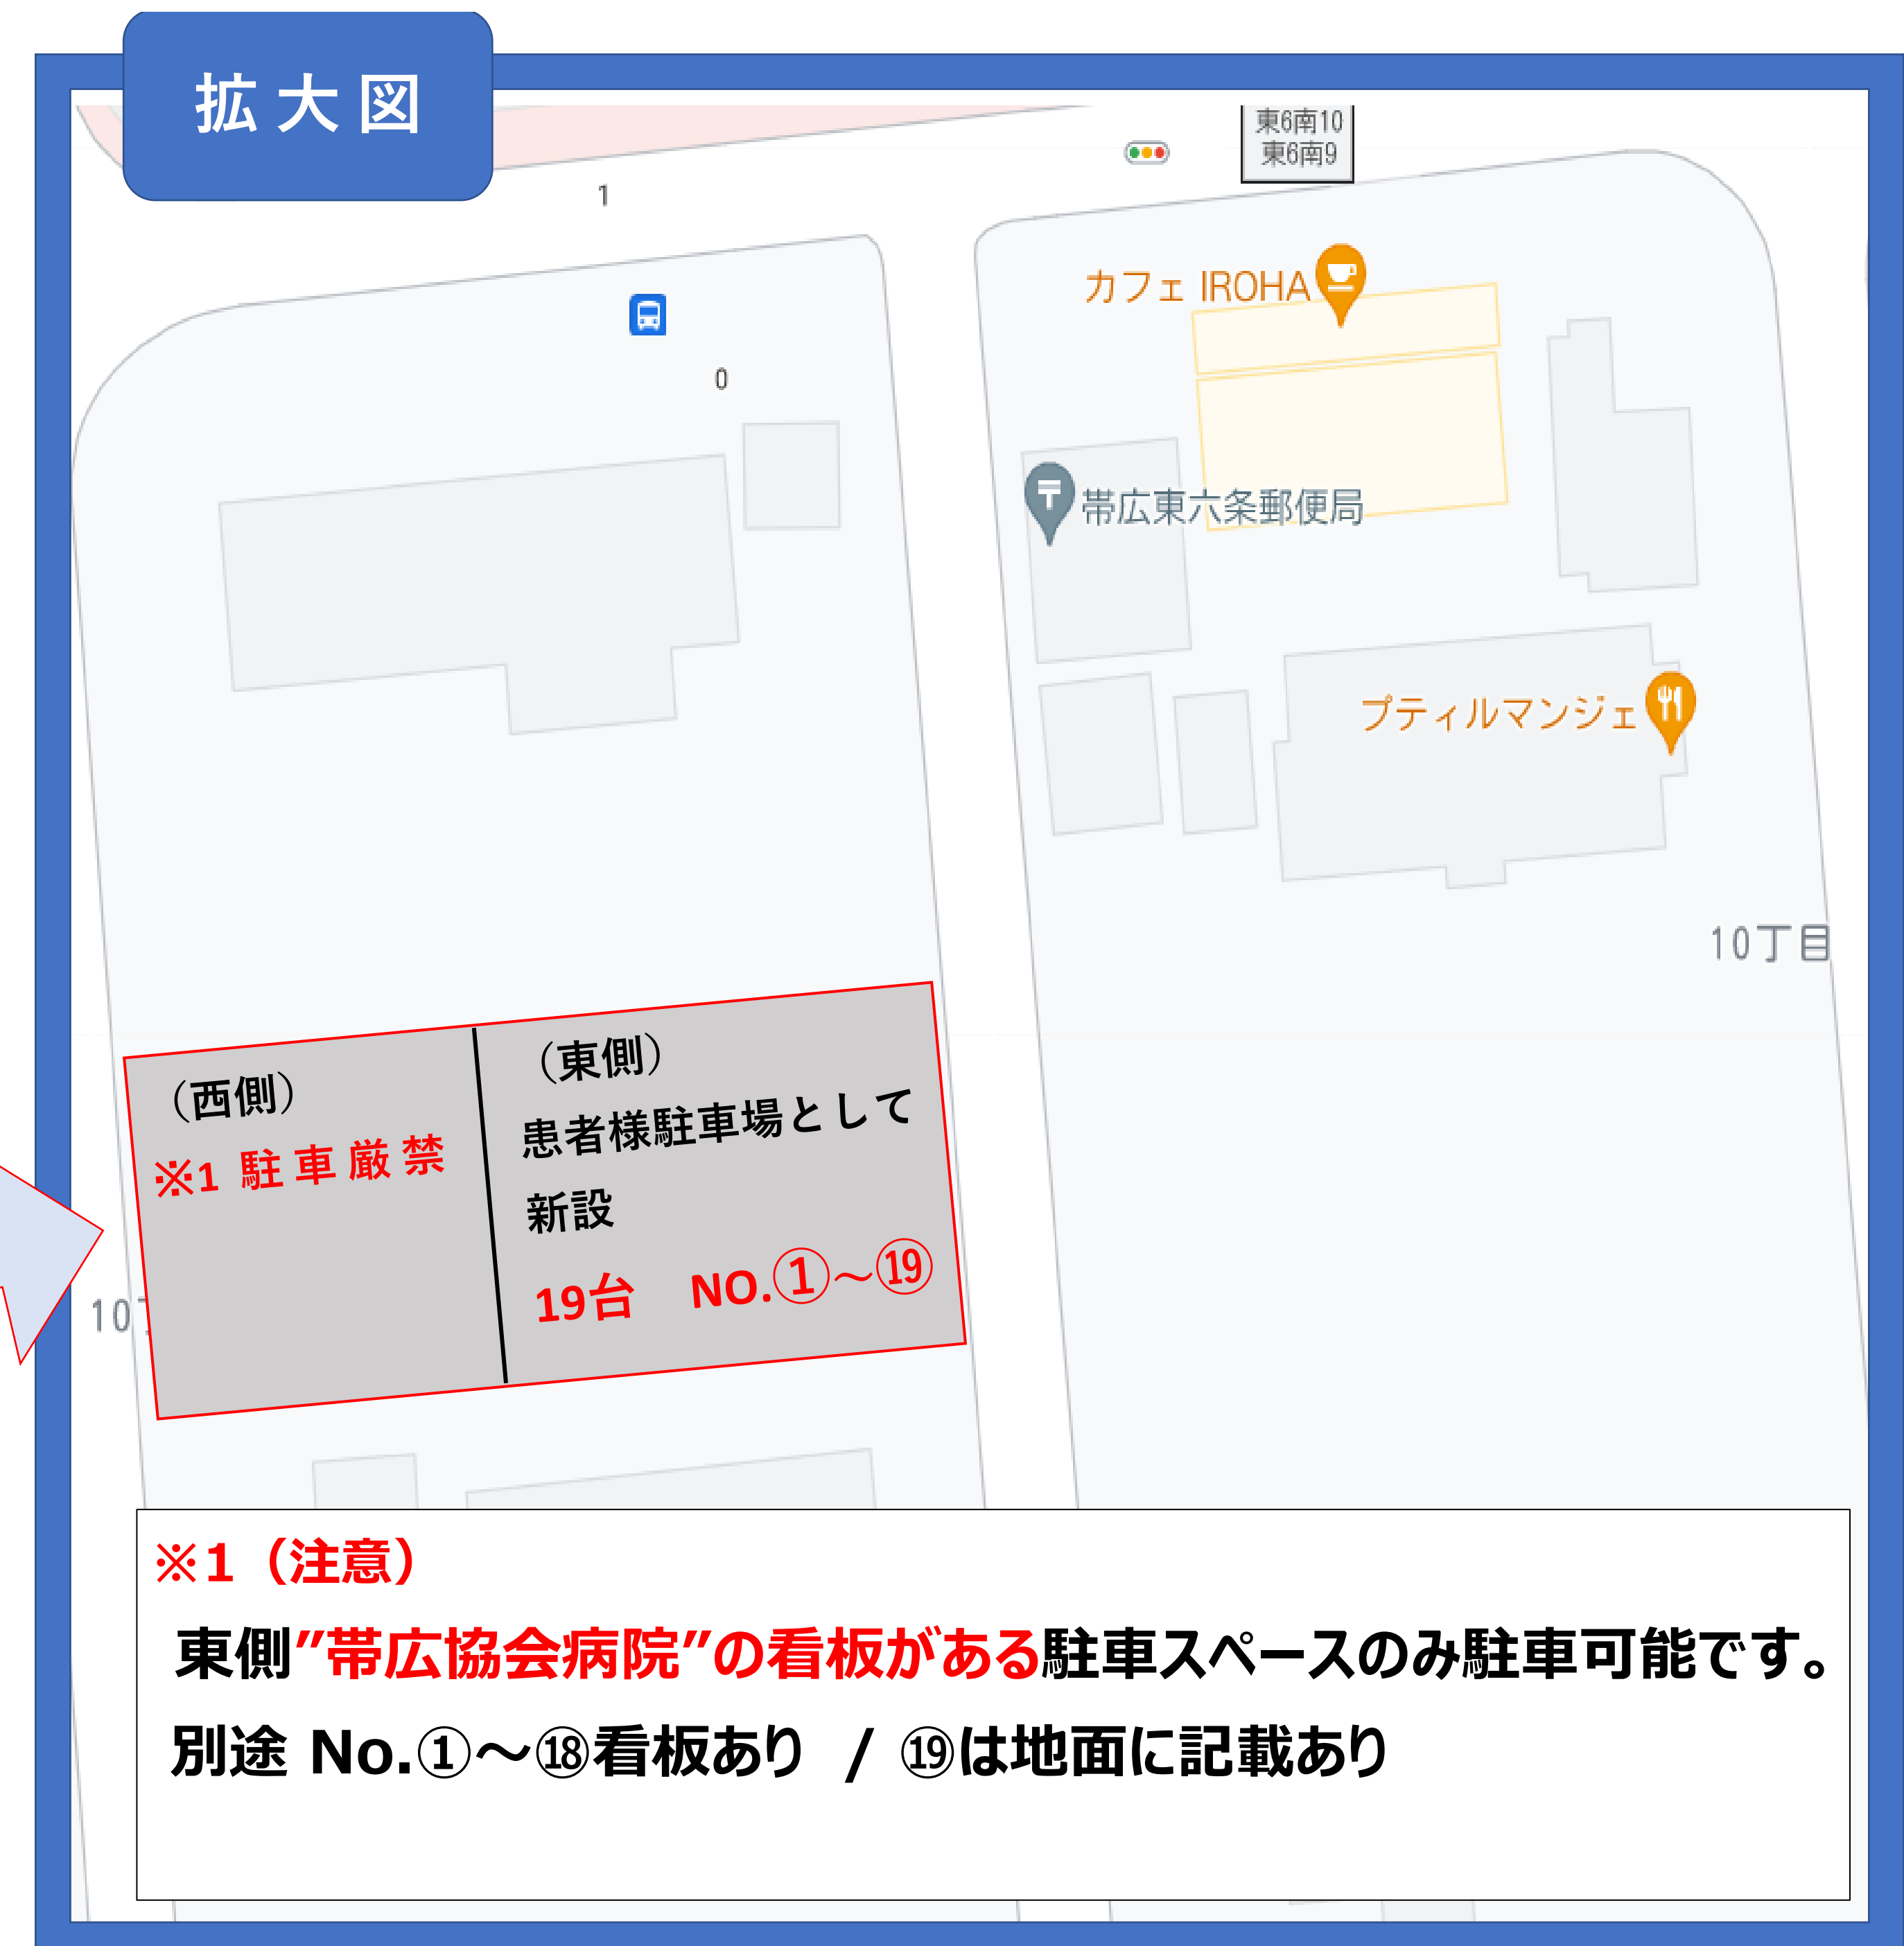 拡大図
東6南10
東6南9
1
カフェ IROHA
0
帯広東六条郵便局
プティルマンジェ
10丁目
（西側）
※1 駐車厳禁
（東側）
患者様駐車場として
新設
19台　NO.①～⑲
10
※1（注意）
東側”帯広協会病院”の看板がある駐車スペースのみ駐車可能です。
別途 No.①～⑱看板あり / ⑲は地面に記載あり